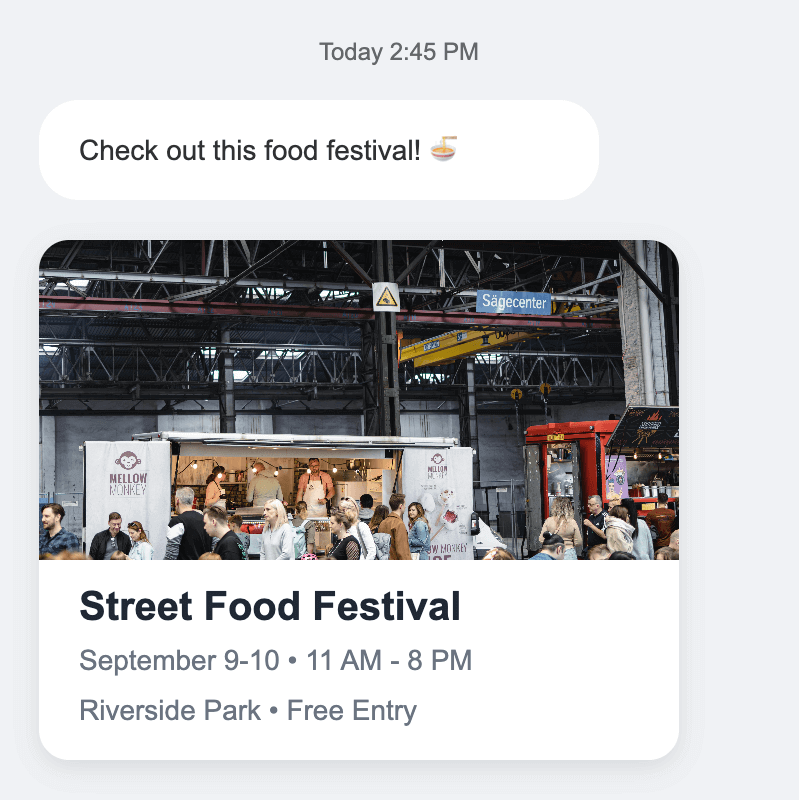 Today 2:45 PM
Check out this food festival! 🍜
Sägecenter
MELLOW
MONKEY
MELLOW
MONKEY
Street Food Festival
September 9-10 • 11 AM - 8 PM
Riverside Park • Free Entry